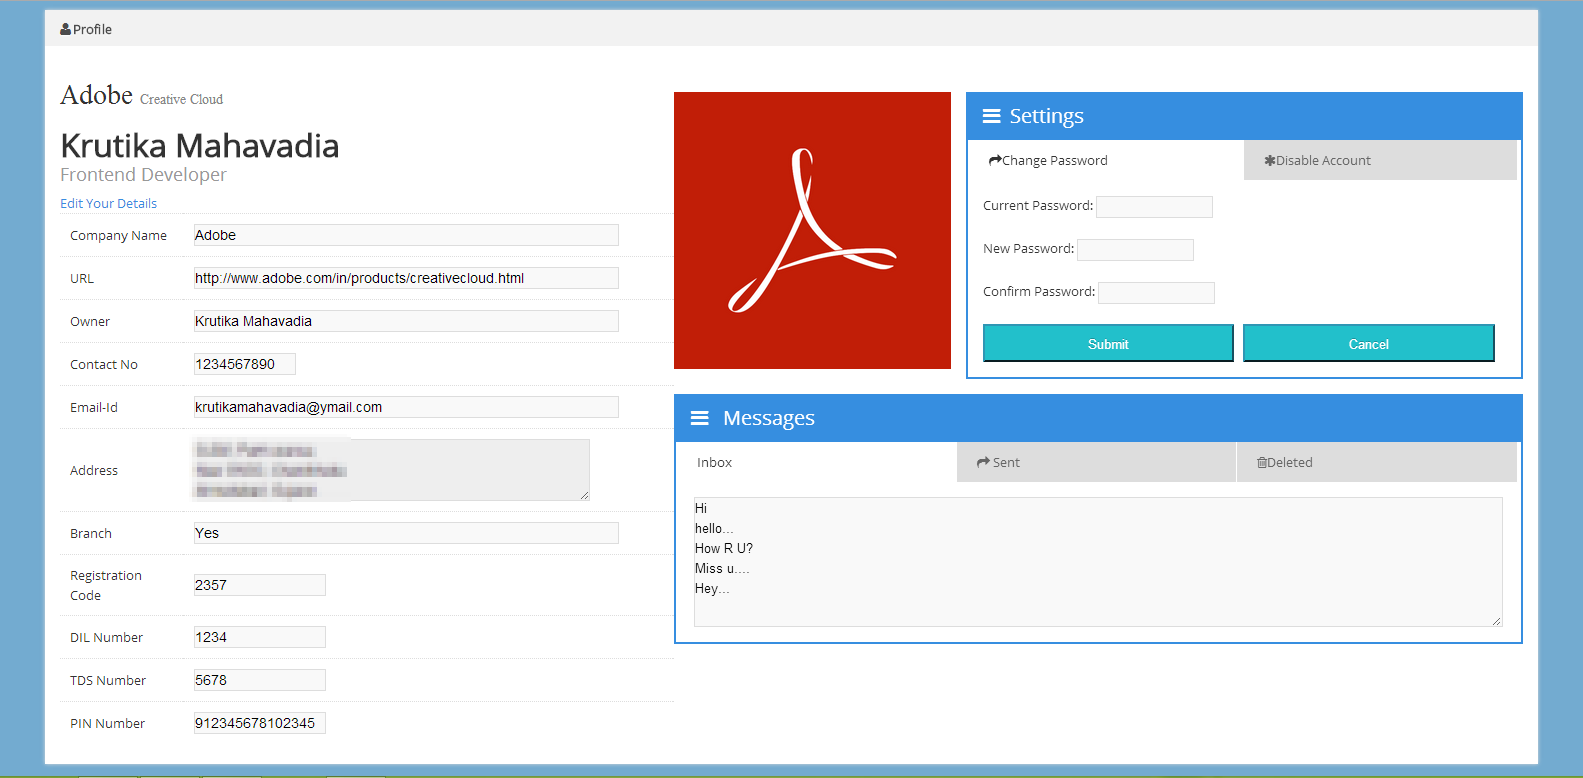 Profile
Adobe Creative Cloud
Krutika Mahavadia
Frontend Developer
Edit Your Details
Company Name Adobe
URL http://www.adobe.com/in/products/creativecloud.html
Owner Krutika Mahavadia
Contact No 1234567890
Email-Id krutikamahavadia@ymail.com
Address
Branch Yes
Registration
Code
2357
DIL Number 1234
TDS Number 5678
PIN Number 912345678102345
Settings
Change Password Disable Account
Current Password:
New Password:
Confirm Password:
Submit Cancel
Messages
Inbox Sent Deleted
Hi
hello...
How R U?
Miss u....
Hey...